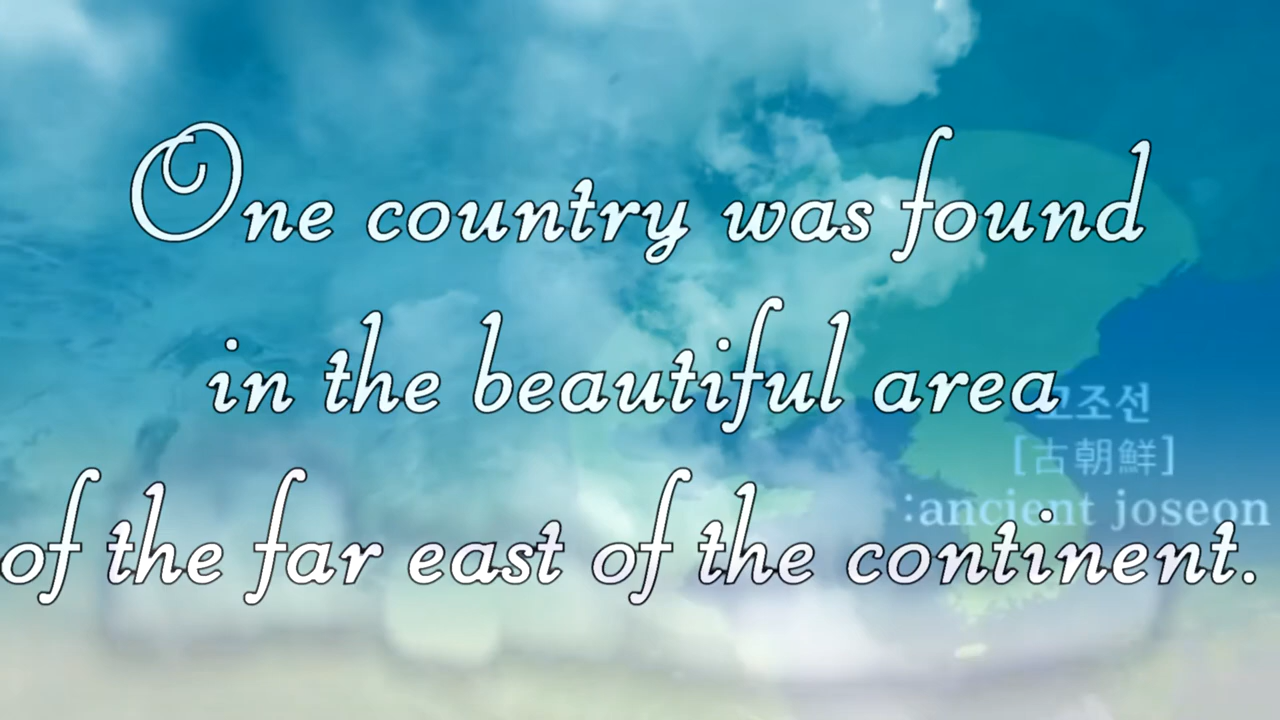 One country was found
in the beautiful area
of the far east of the continent.
고조선
[古朝鮮]
:ancient joseon